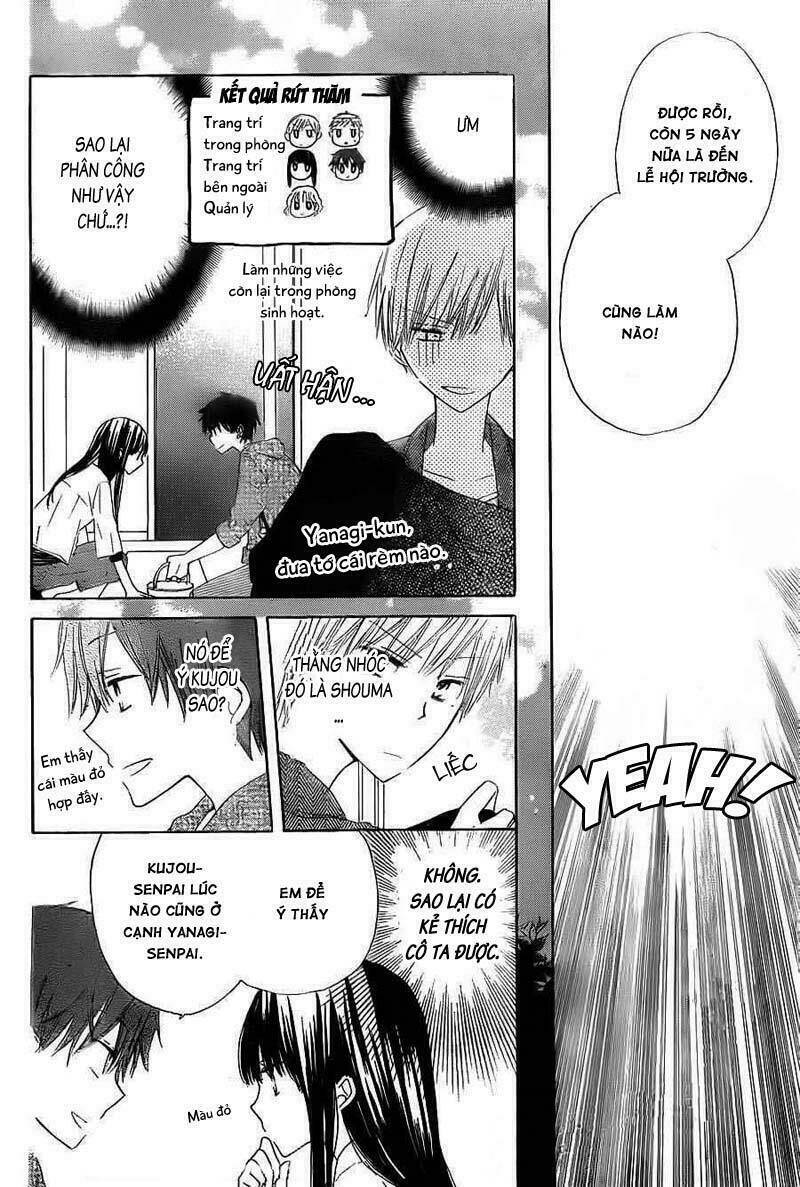 ĐƯỢC RỒI,
CÒN 5 NGÀY
NỮA LÀ ĐẾN
LỄ HỘI TRƯỜNG.
CÙNG LÀM
NÀO!
YEAH!
KẾT QUẢ RÚT THĂM
Trang trí
trong phòng
Trang trí
bên ngoài
Quản lý
ƯM
SAO LẠI
PHÂN CÔNG
NHƯ VẬY
CHỨ...?!
Làm những việc
còn lại trong phòng
sinh hoạt.
UẤT HẬN...
Yanagi-kun,
đưa tớ cái rèm nào.
THẰNG NHÓC
ĐÓ LÀ SHOUMA
...
LIẾC
NÓ ĐỂ
Ý KUJOU
SAO?
Em thấy
cái màu đỏ
hợp đấy.
KHÔNG.
SAO LẠI CÓ
KẺ THÍCH
CÔ TA ĐƯỢC.
EM ĐỂ
Ý THẤY
KUJOU-
SENPAI LÚC
NÀO CŨNG Ở
CẠNH YANAGI-
SENPAI.
Màu đỏ